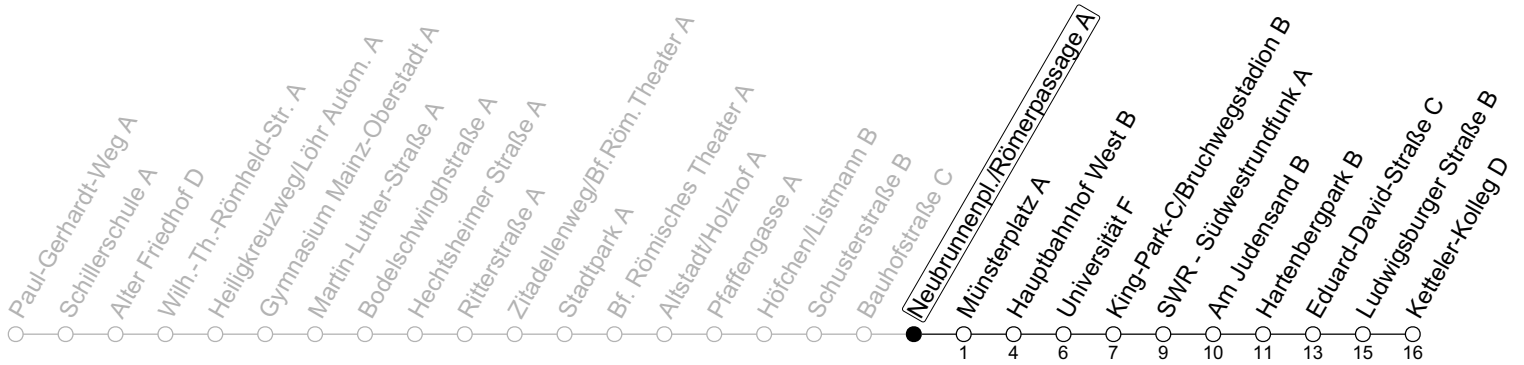 Paul-Gerhardt-Weg A
Schillerschule A
Alter Friedhof D
Wilh.-Th.-Römheld-Str. A
Heiligkreuzweg/Löhr Autom. A
Gymnasium Mainz-Oberstadt A
Martin-Luther-Straße A
Bodelschwinghstraße A
Hechtsheimer Straße A
Ritterstraße A
Zitadellenweg/Bf.Röm.Theater A
Stadtpark A
Bf. Römisches Theater A
Altstadt/Holzhof A
Pfaffengasse A
Höfchen/Listmann B
Schusterstraße B
Bauhofstraße C
Neubrunnenpl./Römerpassage A
Münsterplatz A
Hauptbahnhof West B
Universität F
King-Park-C/Bruchwegstadion B
SWR - Südwestrundfunk A
Am Judensand B
Hartenbergpark B
Eduard-David-Straße C
Ludwigsburger Straße B
Ketteler-Kolleg D
1 4 6 7 9 10 11 13 15 16